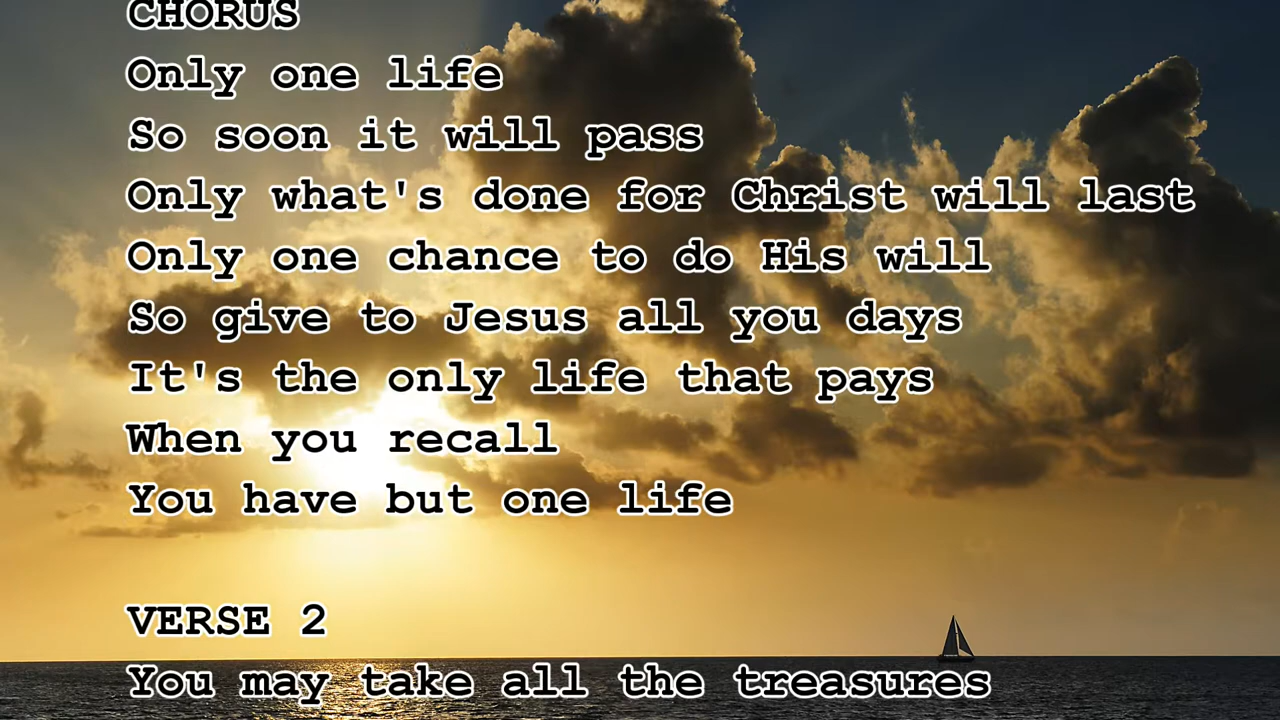 CHORUS
Only one life
So soon it will pass
Only what's done for Christ will last
Only one chance to do His will
So give to Jesus all you days
It's the only life that pays
When you recall
You have but one life
VERSE 2
You may take all the treasures